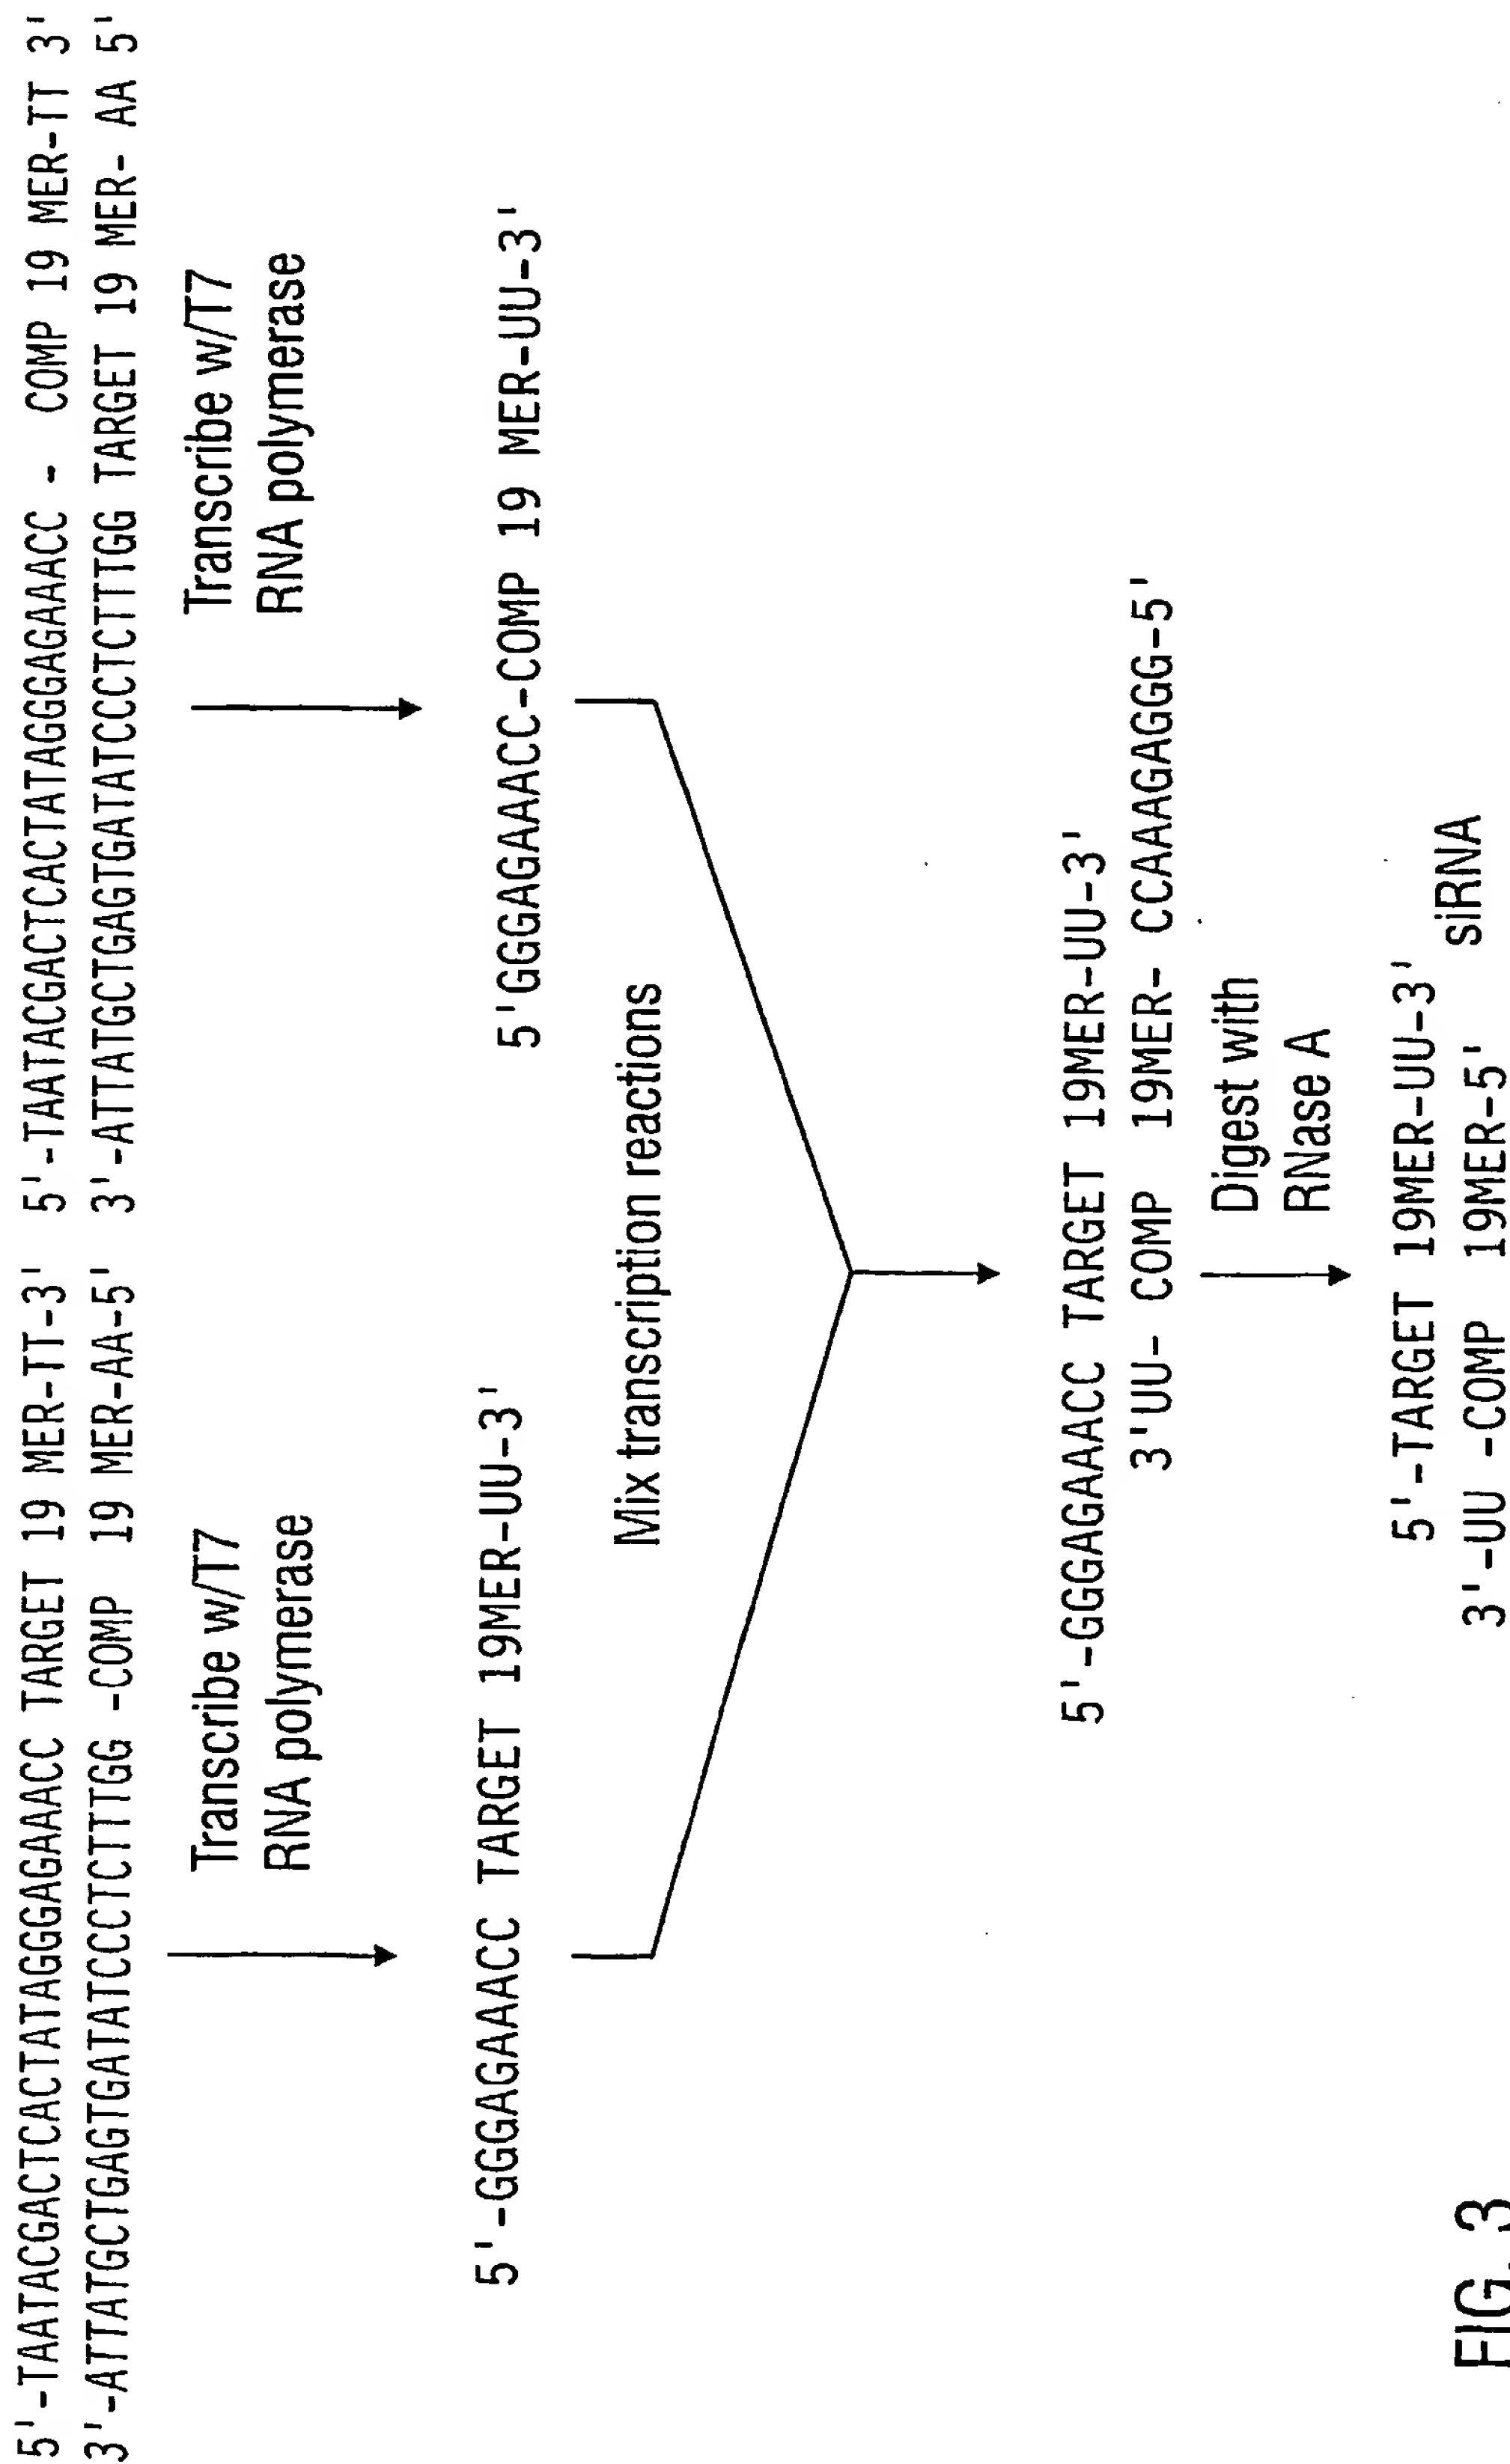 5'-TAATACGACTCACTATAGGGAGAAACC TARGET 19 MER-TT-3'
3'-ATTATGCTGAGTGATATCCCTCTTTGG -COMP 19 MER-AA-5'
5'-TAATACGACTCACTATAGGGAGAAACC - COMP 19 MER-TT 3'
3'-ATTATGCTGAGTGATATCCCTCTTTGG TARGET 19 MER- AA 5'
Transcribe w/T7
RNA polymerase
Transcribe w/T7
RNA polymerase
5'-GGGAGAAACC TARGET 19MER-UU-3'
5'GGGAGAAACC-COMP 19 MER-UU-3'
Mix transcription reactions
5'-GGGAGAAACC TARGET 19MER-UU-3'
3'UU- COMP 19MER- CCAAAGAGGG-5'
Digest with
RNase A
5'-TARGET 19MER-UU-3'
3'-UU -COMP 19MER-5'
siRNA
FIG. 3